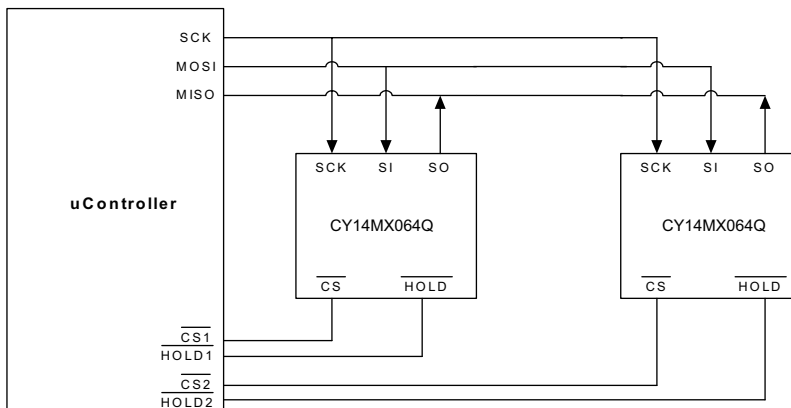 SCK
MOSI
MISO
SCK SI SO
SCK SI SO
uController
CY14MX064Q
CY14MX064Q
CS HOLD
CS HOLD
CS1
HOLD1
CS2
HOLD2